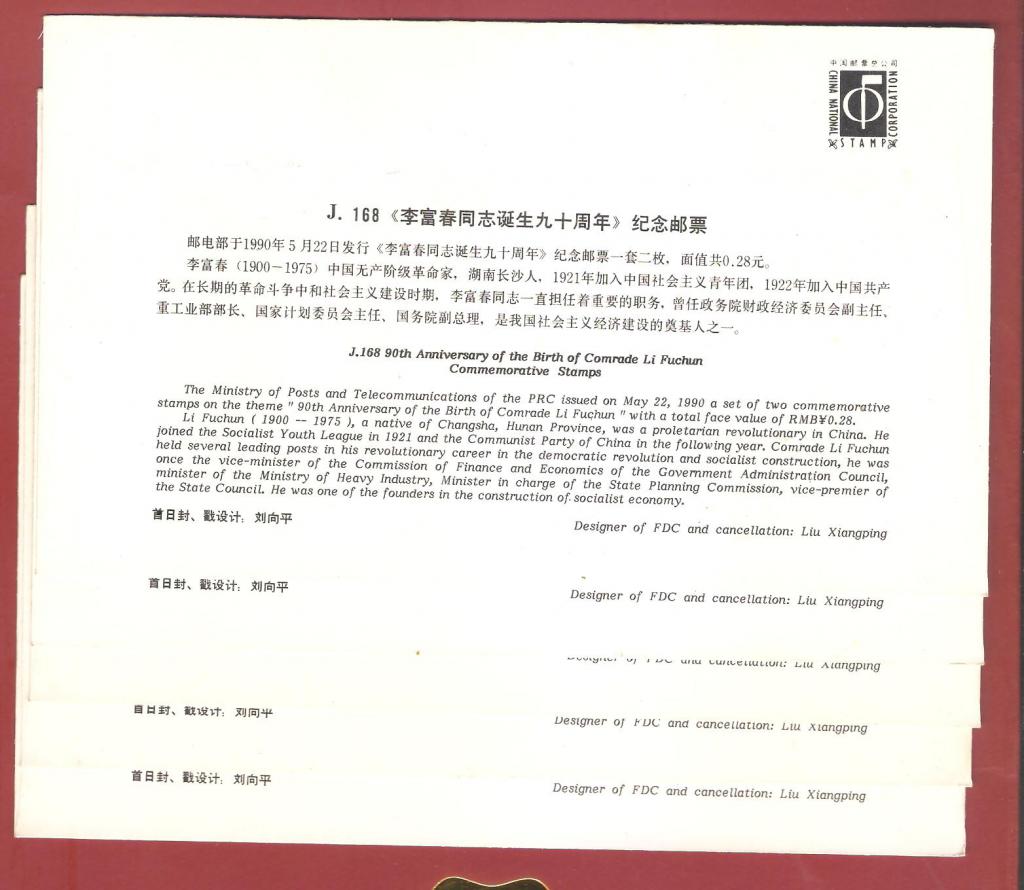 中国邮票总公司
CHINA NATIONAL
STAMP
CORPORATION
J. 168《李富春同志诞生九十周年》纪念邮票
邮电部于1990年5月22日发行《李富春同志诞生九十周年》纪念邮票一套二枚，面值共0.28元。
李富春（1900－1975）中国无产阶级革命家，湖南长沙人，1921年加入中国社会主义青年团，1922年加入中国共产
党。在长期的革命斗争中和社会主义建设时期，李富春同志一直担任着重要的职务，曾任政务院财政经济委员会副主任、
重工业部部长、国家计划委员会主任、国务院副总理，是我国社会主义经济建设的奠基人之一。
J.168 90th Anniversary of the Birth of Comrade Li Fuchun
Commemorative Stamps
The Ministry of Posts and Telecommunications of the PRC issued on May 22, 1990 a set of two commemorative
stamps on the theme " 90th Anniversary of the Birth of Comrade Li Fuchun " with a total face value of RMB¥0.28.
Li Fuchun ( 1900 -- 1975 ), a native of Changsha, Hunan Province, was a proletarian revolutionary in China. He
joined the Socialist Youth League in 1921 and the Communist Party of China in the following year. Comrade Li Fuchun
held several leading posts in his revolutionary career in the democratic revolution and socialist construction, he was
once the vice-minister of the Commission of Finance and Economics of the Government Administration Council,
minister of the Ministry of Heavy Industry, Minister in charge of the State Planning Commission, vice-premier of
the State Council. He was one of the founders in the construction of socialist economy.
首日封、戳设计：刘向平
Designer of FDC and cancellation: Liu Xiangping
首日封、戳设计：刘向平
Designer of FDC and cancellation: Liu Xiangping
Designer of FDC and cancellation: Liu Xiangping
首日封、戳设计：刘向平
Designer of FDC and cancellation: Liu Xiangping
首日封、戳设计：刘向平
Designer of FDC and cancellation: Liu Xiangping